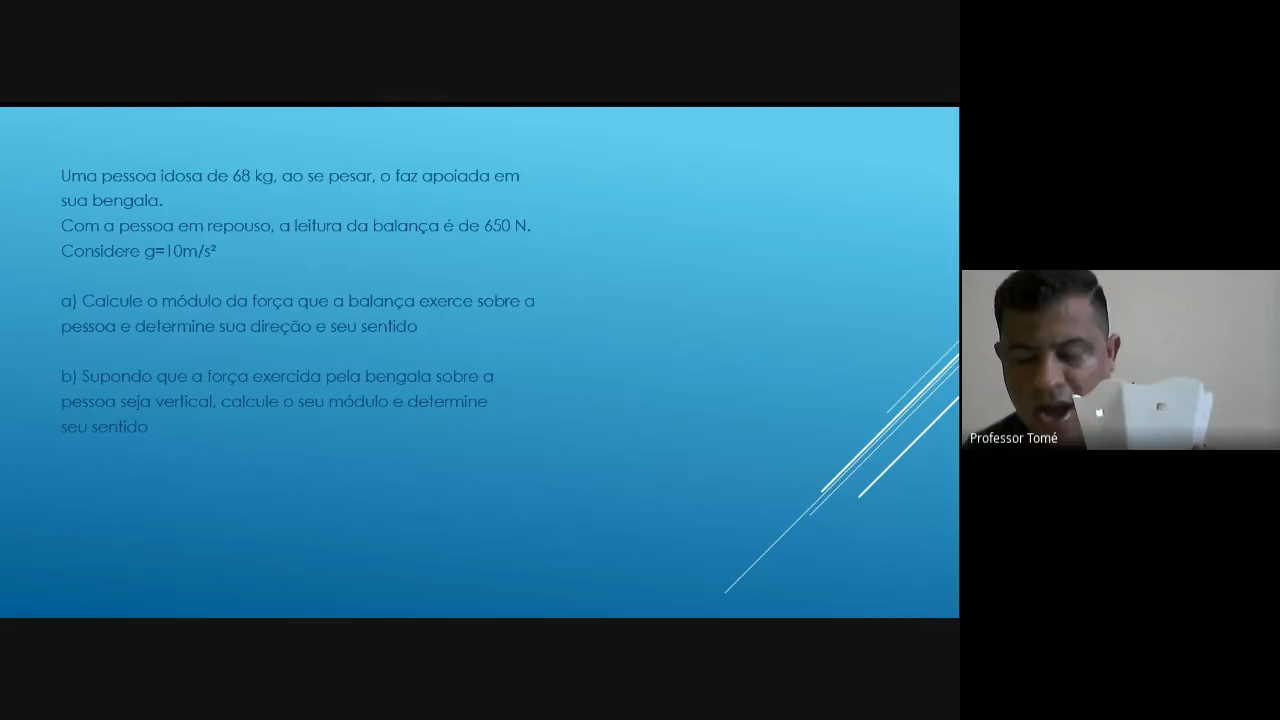 Uma pessoa idosa de 68 kg, ao se pesar, o faz apoiada em
sua bengala.
Com a pessoa em repouso, a leitura da balança é de 650 N.
Considere g=10m/s²
a) Calcule o módulo da força que a balança exerce sobre a
pessoa e determine sua direção e seu sentido
b) Supondo que a força exercida pela bengala sobre a
pessoa seja vertical, calcule o seu módulo e determine
seu sentido
Professor Tomé